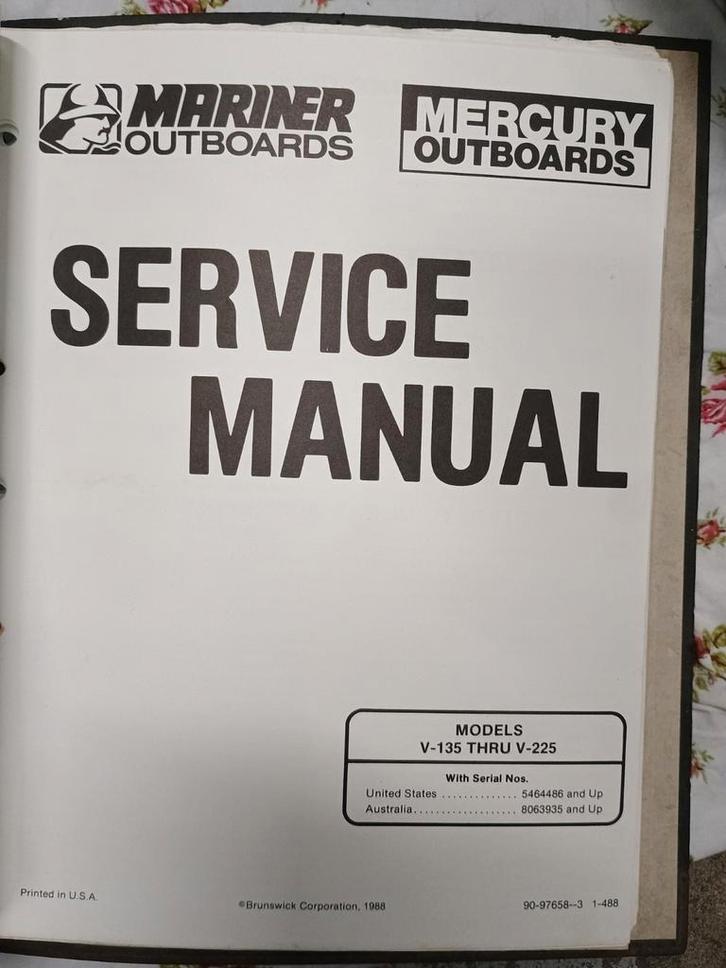 MARINER
OUTBOARDS
MERCURY
OUTBOARDS
SERVICE
MANUAL
MODELS
V-135 THRU V-225
With Serial Nos.
United States .............. 5464486 and Up
Australia................... 8063935 and Up
Printed in U.S.A.
©Brunswick Corporation, 1988
90-97658--3 1-488